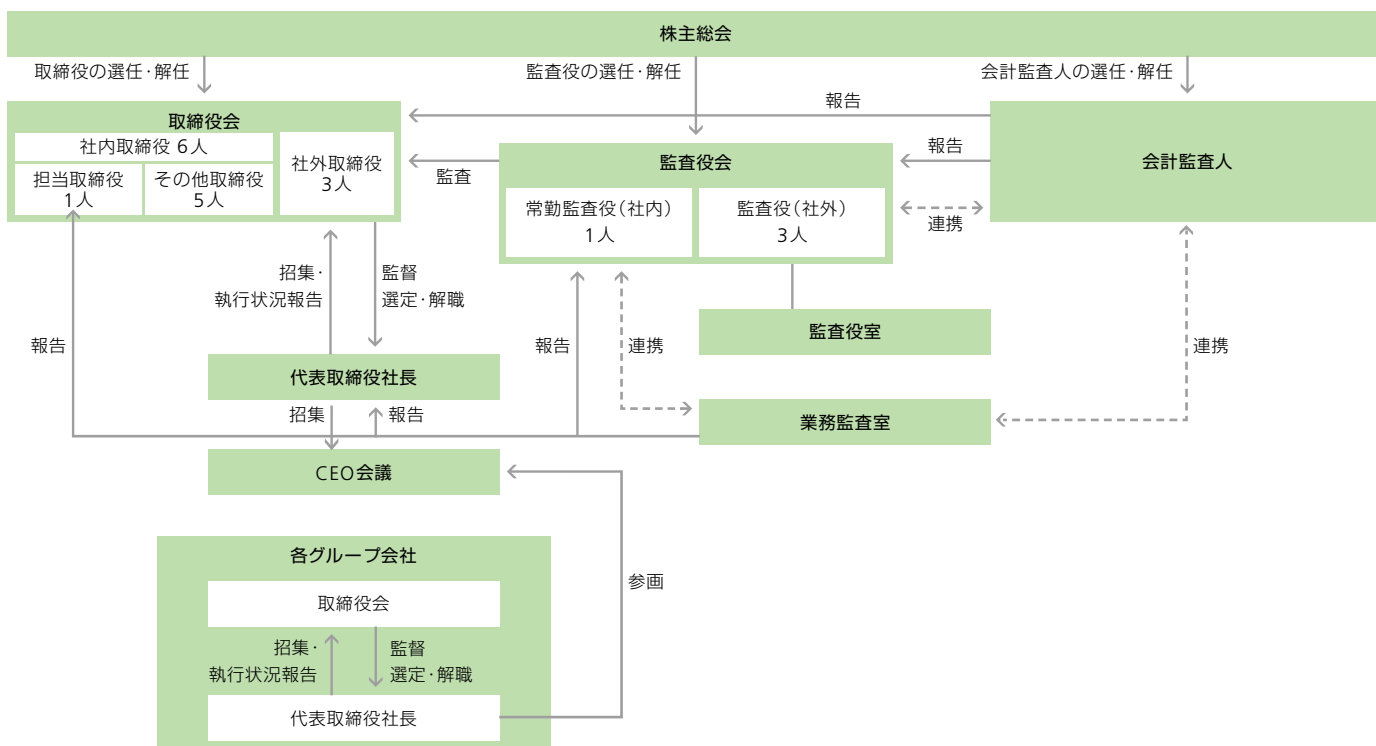 株主総会
取締役の選任・解任
監査役の選任・解任
会計監査人の選任・解任
取締役会
社内取締役 6人
担当取締役
1人
その他取締役
5人
社外取締役
3人
報告
監査
監査役会
常勤監査役（社内）
1人
監査役（社外）
3人
報告
連携
会計監査人
招集・
執行状況報告
監督
選定・解職
監査役室
報告
報告
連携
連携
代表取締役社長
招集
報告
業務監査室
CEO会議
各グループ会社
取締役会
招集・
執行状況報告
監督
選定・解職
代表取締役社長
参画